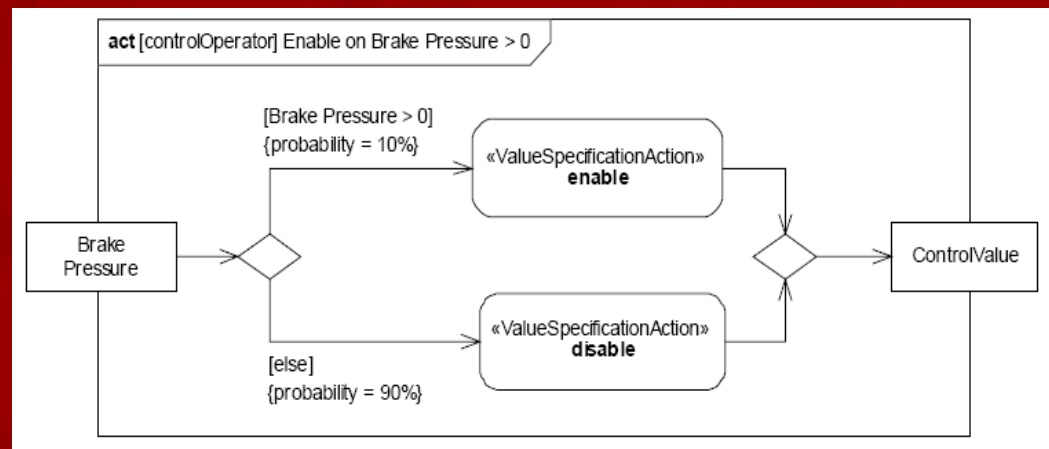 act [controlOperator] Enable on Brake Pressure > 0
[Brake Pressure > 0]
{probability = 10%}
«ValueSpecificationAction»
enable
Brake
Pressure
ControlValue
«ValueSpecificationAction»
disable
[else]
{probability = 90%}